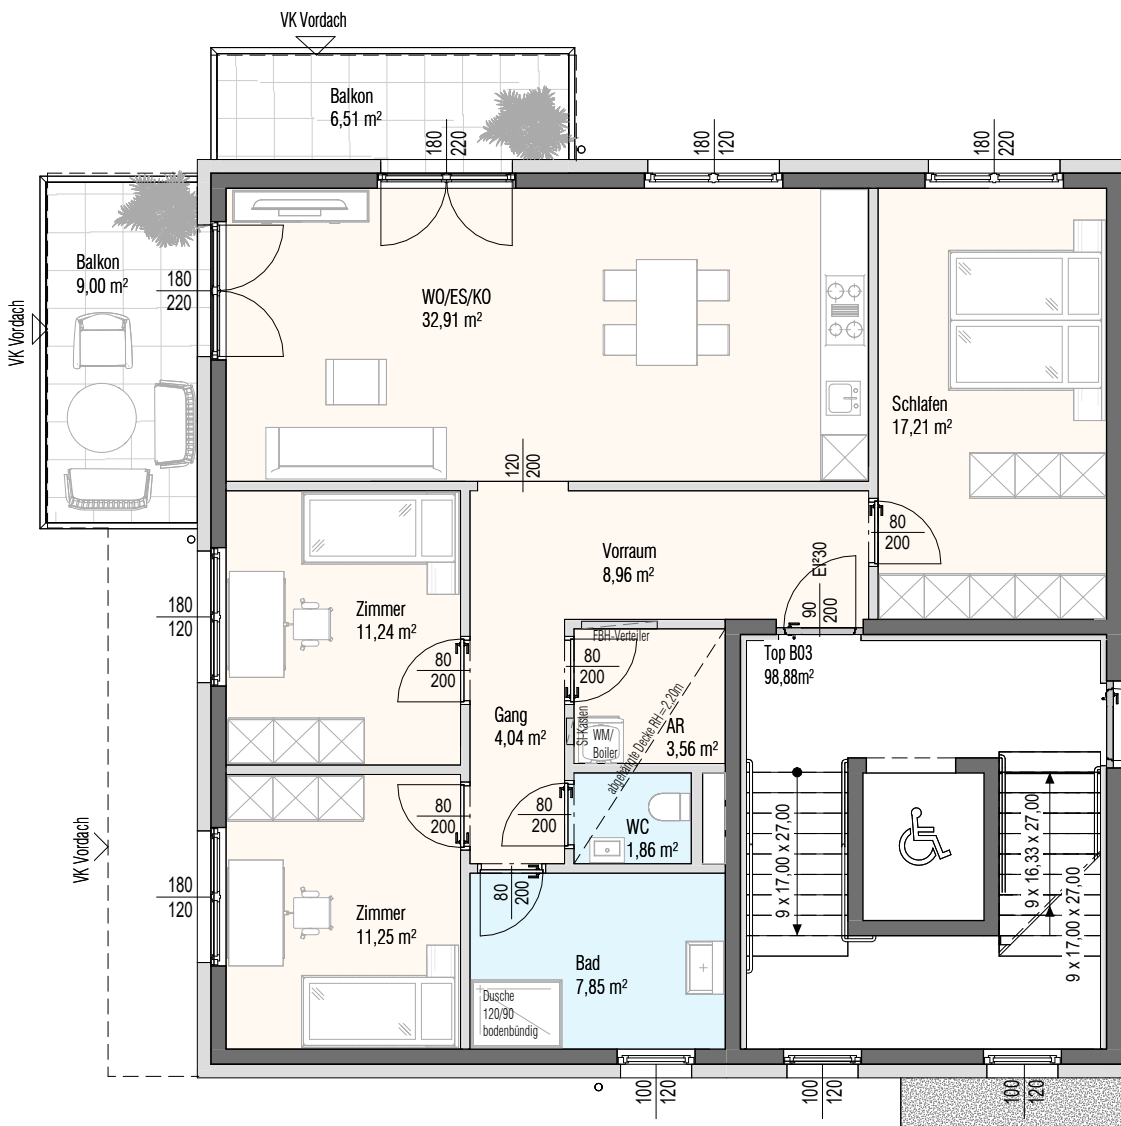 VK Vordach
Balkon
6,51 m²
180
220
180
120
180
220
Balkon
9,00 m²
180
220
VK Vordach
WO/ES/KO
32,91 m²
Schlafen
17,21 m²
120
200
80
200
Vorraum
8,96 m²
EI²30
90
200
180
120
Zimmer
11,24 m²
80
200
FBH-Verteiler
80
200
Top B03
98,88m²
Gang
4,04 m²
SI-Kasten
WM/
Boiler
abgehängte Decke RH = 2,20m
AR
3,56 m²
VK Vordach
80
200
80
200
WC
1,86 m²
9 x 17,00 x 27,00
9 x 16,33 x 27,00
9 x 17,00 x 27,00
180
120
Zimmer
11,25 m²
80
200
Bad
7,85 m²
Dusche
120/90
bodenbündig
100
120
100
120
100
120